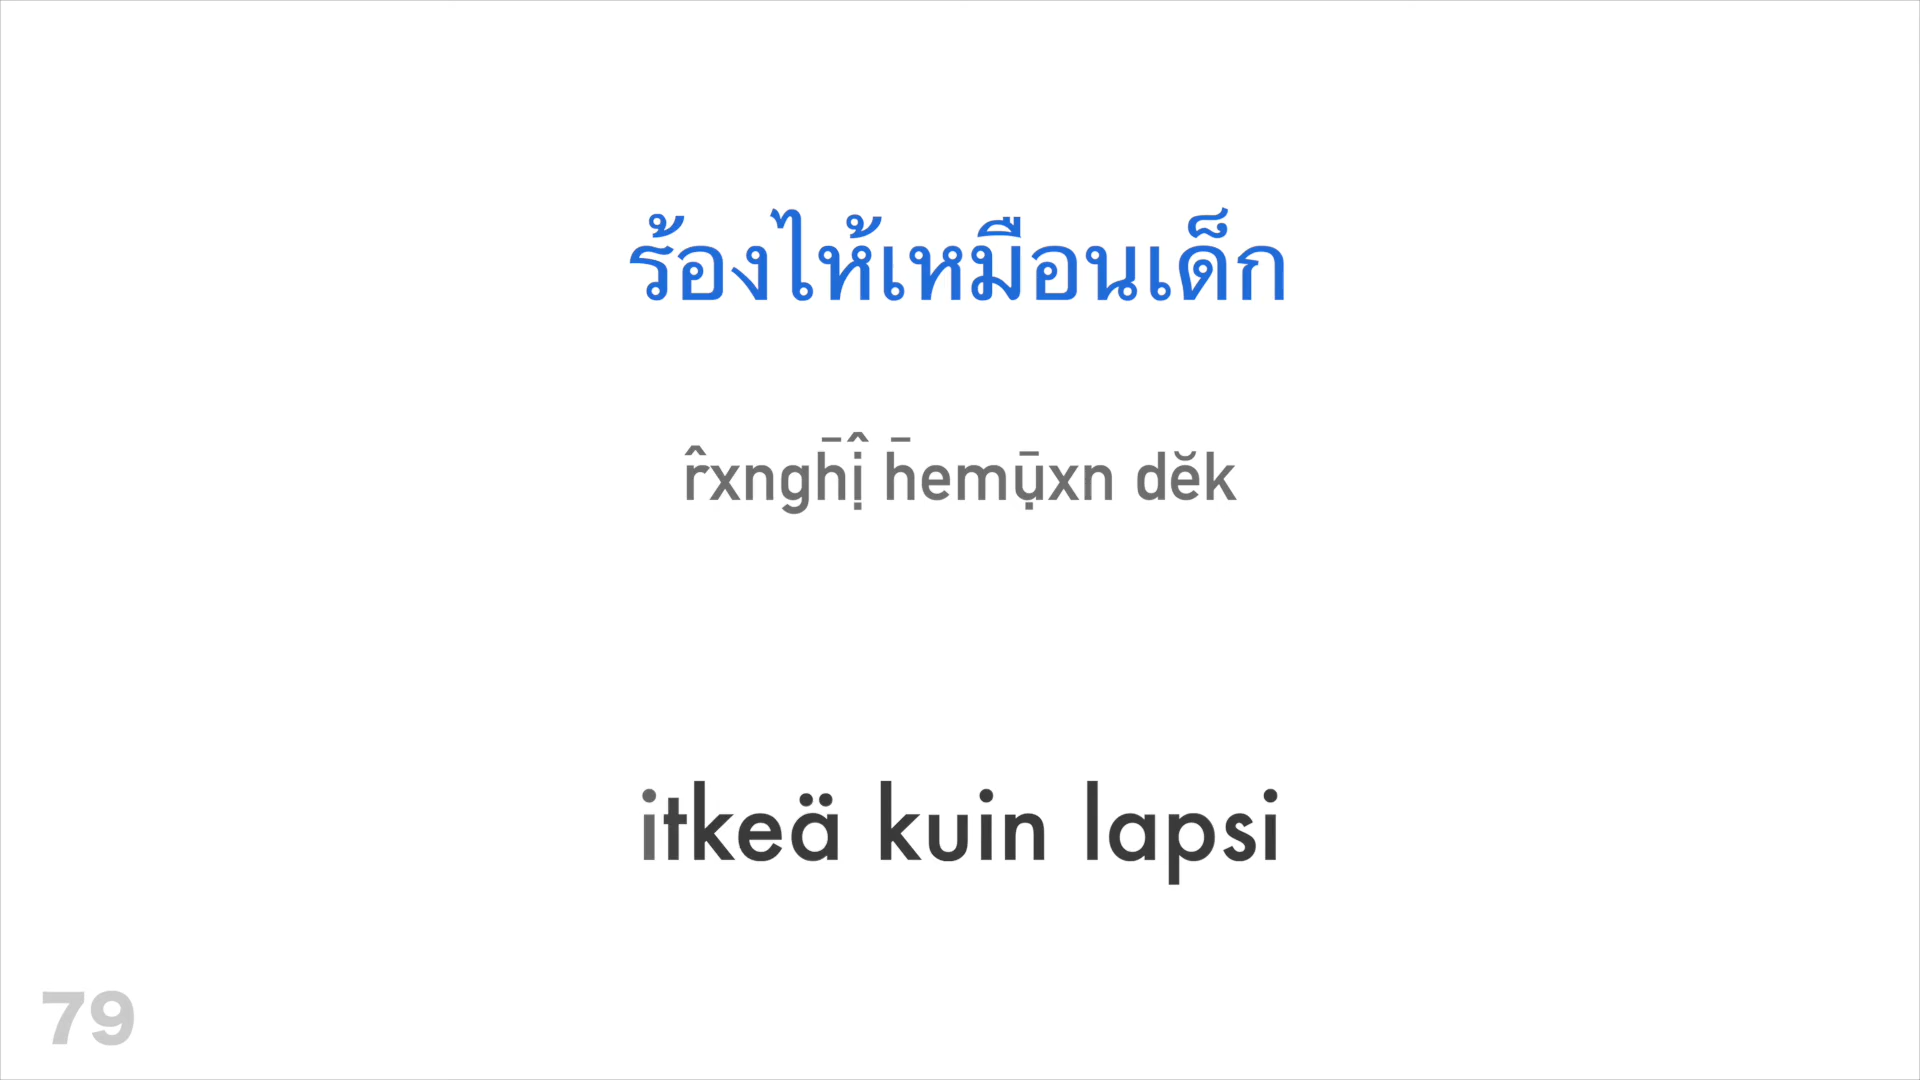 ร้องไห้เหมือนเด็ก
r̂xngh̄ị̂ h̄emụ̄xn dĕk
itkeä kuin lapsi
79